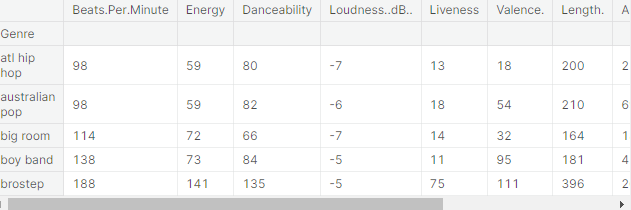 Beats.Per.Minute Energy Danceability Loudness..dB.. Liveness Valence. Length. A
Genre
atl hip hop 98 59 80 -7 13 18 200 2
australian pop 98 59 82 -6 18 54 210 6
big room 114 72 66 -7 14 32 164 1
boy band 138 73 84 -5 11 95 181 4
brostep 188 141 135 -5 75 111 396 2